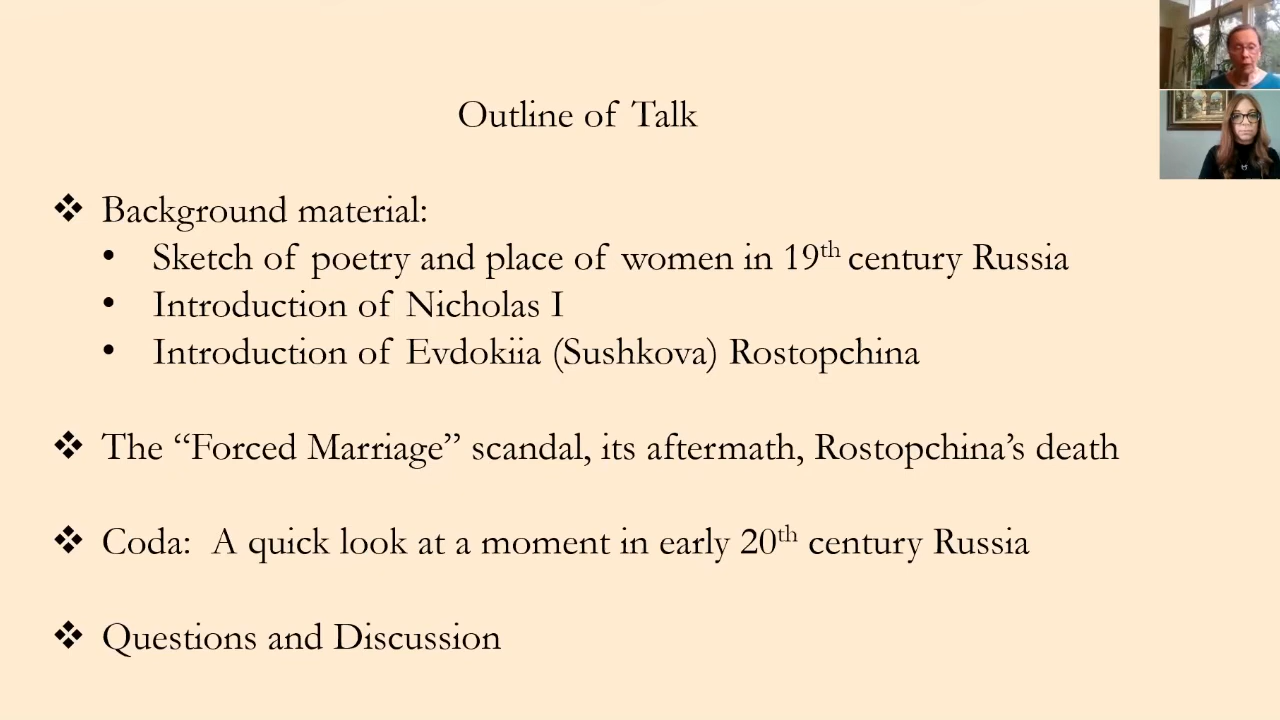 Outline of Talk
❖ Background material:
• Sketch of poetry and place of women in 19th century Russia
• Introduction of Nicholas I
• Introduction of Evdokiia (Sushkova) Rostopchina
❖ The “Forced Marriage” scandal, its aftermath, Rostopchina’s death
❖ Coda: A quick look at a moment in early 20th century Russia
❖ Questions and Discussion